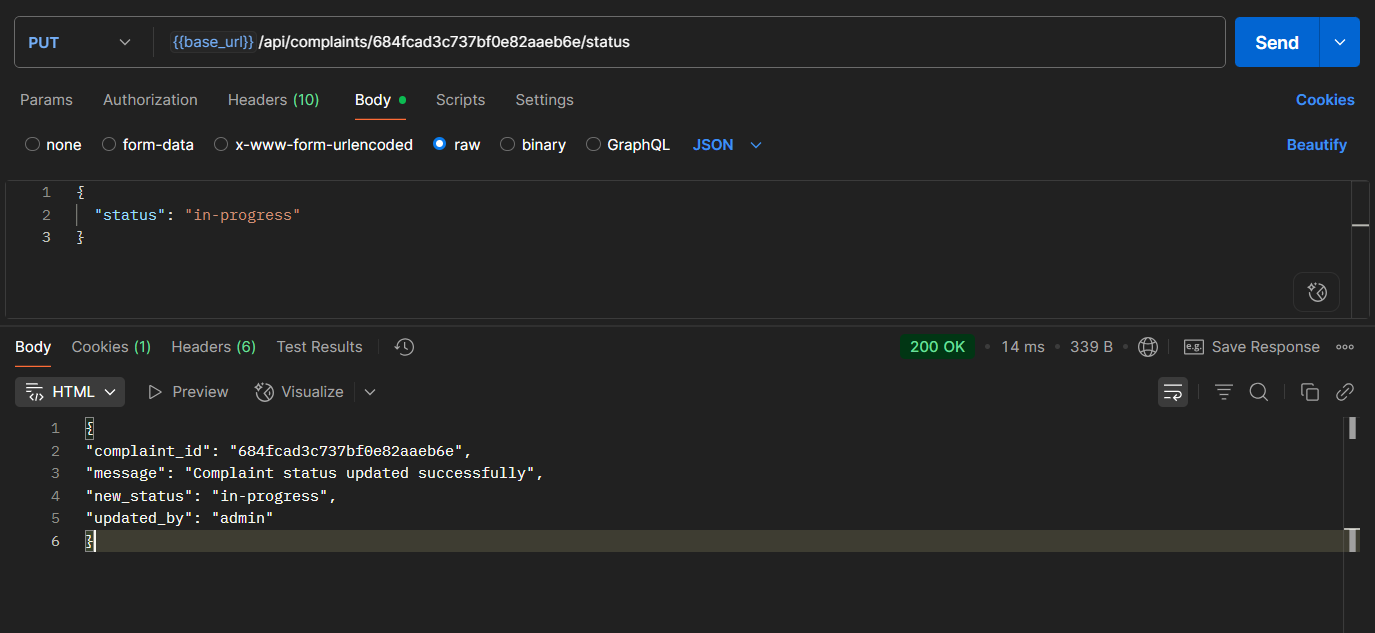 PUT {{base_url}} /api/complaints/684fcad3c737bf0e82aaeb6e/status Send
Params Authorization Headers (10) Body Scripts Settings Cookies
none form-data x-www-form-urlencoded raw binary GraphQL JSON Beautify
1 {
2 "status": "in-progress"
3 }
Body Cookies (1) Headers (6) Test Results 200 OK 14 ms 339 B e.g. Save Response
HTML Preview Visualize
1 {
2 "complaint_id": "684fcad3c737bf0e82aaeb6e",
3 "message": "Complaint status updated successfully",
4 "new_status": "in-progress",
5 "updated_by": "admin"
6 }